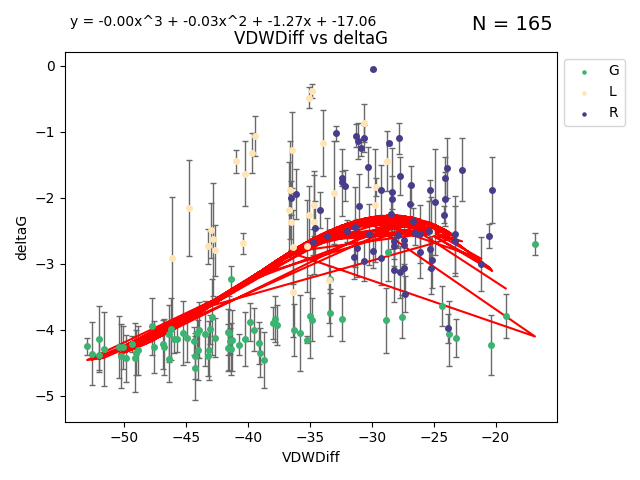 y = -0.00x^3 + -0.03x^2 + -1.27x + -17.06
N = 165
VDWDiff vs deltaG
G
L
R
deltaG
0
−1
−2
−3
−4
−5
−50
−45
−40
−35
−30
−25
−20
VDWDiff